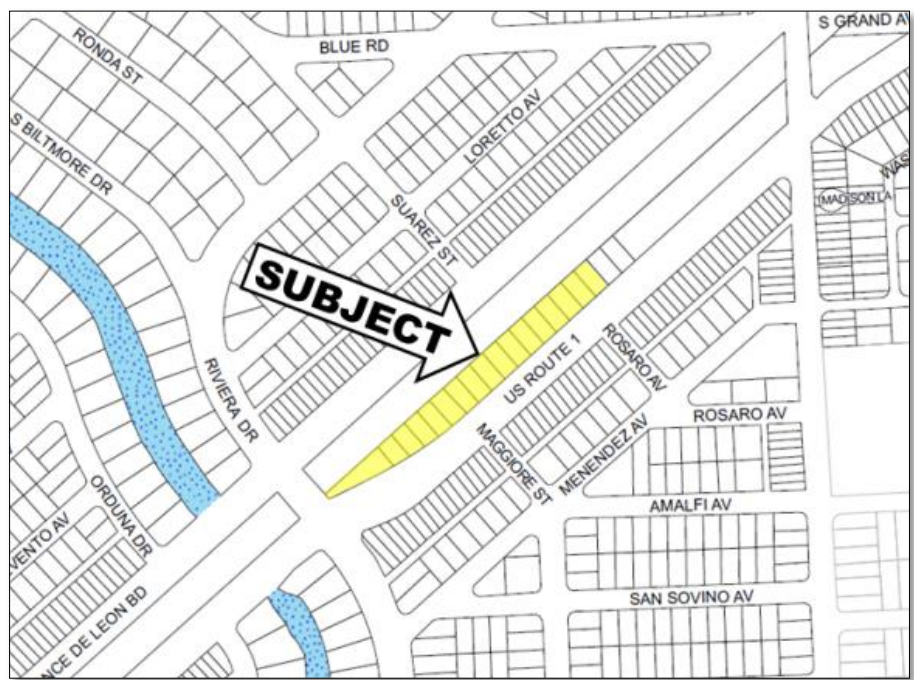 S GRAND AV
BLUE RD
RONDA ST
LORETTO AV
S BILTMORE DR
WAS
MADISON LA
SUAREZ ST
SUBJECT
US ROUTE 1
ROSARO AV
RIVIERA DR
ROSARO AV
MAGGIORE ST
MENENDEZ AV
ORDUNA DR
AMALFI AV
VENTO AV
SAN SOVINO AV
NCE DE LEON BD